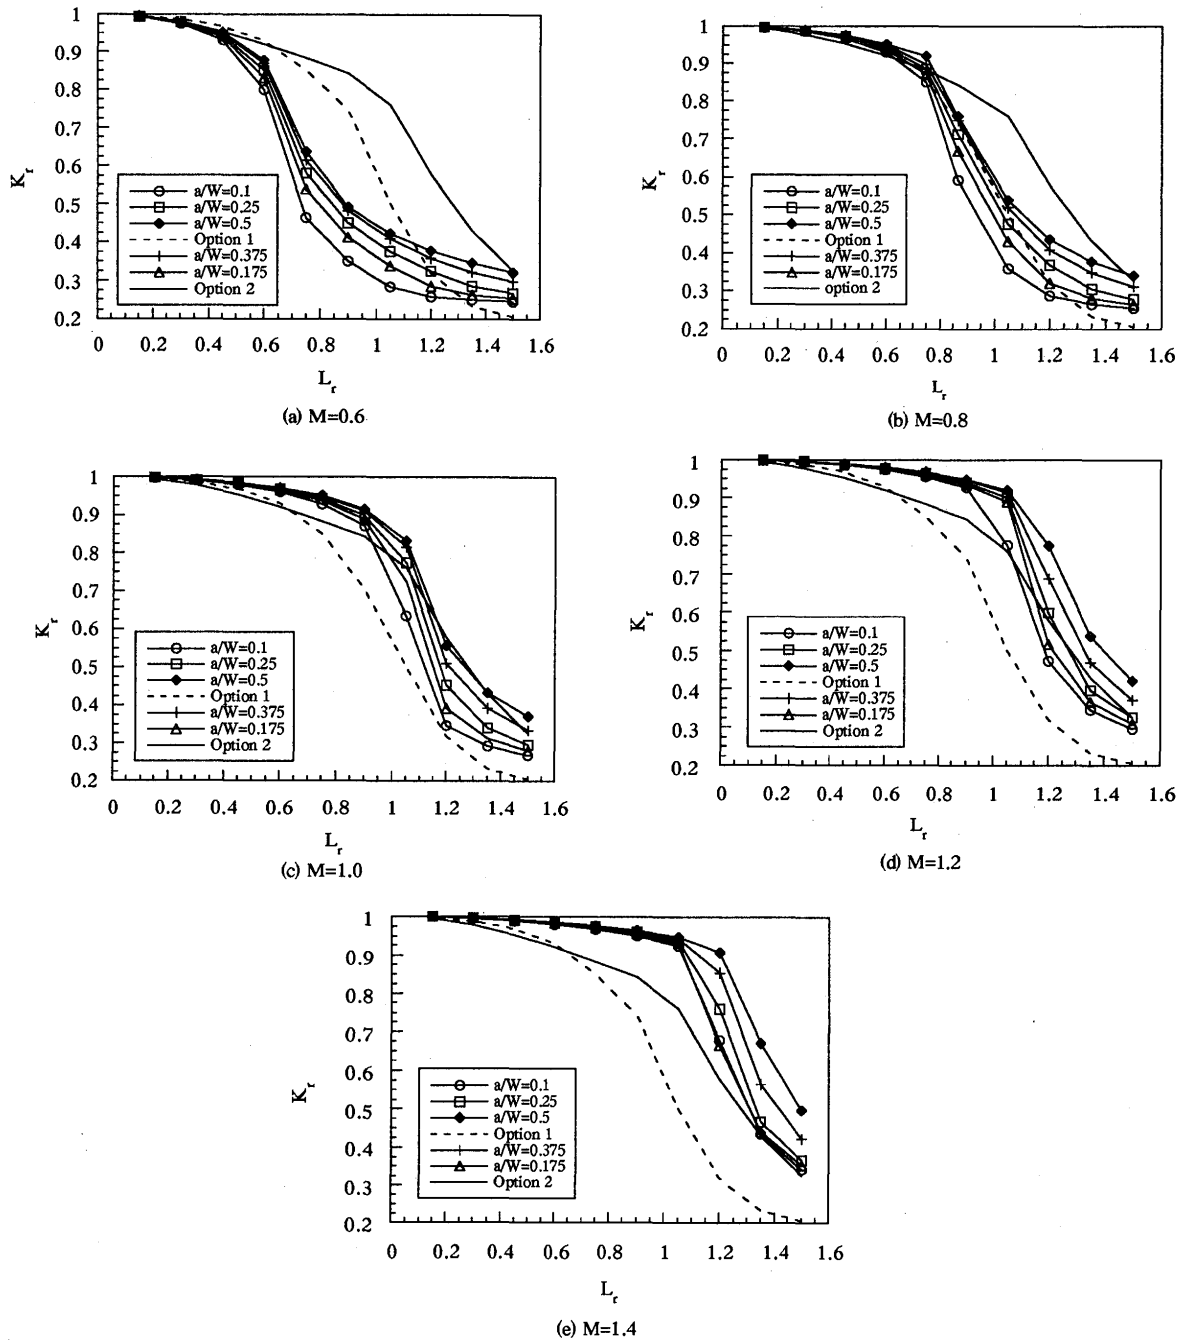 1
0.9
0.8
0.7
0.6
0.5
0.4
0.3
0.2
K_r
a/W=0.1
a/W=0.25
a/W=0.5
Option 1
a/W=0.375
a/W=0.175
Option 2
0 0.2 0.4 0.6 0.8 1 1.2 1.4 1.6
L_r
(a) M=0.6
1
0.9
0.8
0.7
0.6
0.5
0.4
0.3
0.2
K_r
a/W=0.1
a/W=0.25
a/W=0.5
Option 1
a/W=0.375
a/W=0.175
option 2
0 0.2 0.4 0.6 0.8 1 1.2 1.4 1.6
L_r
(b) M=0.8
1
0.9
0.8
0.7
0.6
0.5
0.4
0.3
0.2
K_r
a/W=0.1
a/W=0.25
a/W=0.5
Option 1
a/W=0.375
a/W=0.175
Option 2
0 0.2 0.4 0.6 0.8 1 1.2 1.4 1.6
L_r
(c) M=1.0
1
0.9
0.8
0.7
0.6
0.5
0.4
0.3
0.2
K_r
a/W=0.1
a/W=0.25
a/W=0.5
Option 1
a/W=0.375
a/W=0.175
Option 2
0 0.2 0.4 0.6 0.8 1 1.2 1.4 1.6
L_r
(d) M=1.2
1
0.9
0.8
0.7
0.6
0.5
0.4
0.3
0.2
K_r
a/W=0.1
a/W=0.25
a/W=0.5
Option 1
a/W=0.375
a/W=0.175
Option 2
0 0.2 0.4 0.6 0.8 1 1.2 1.4 1.6
L_r
(e) M=1.4